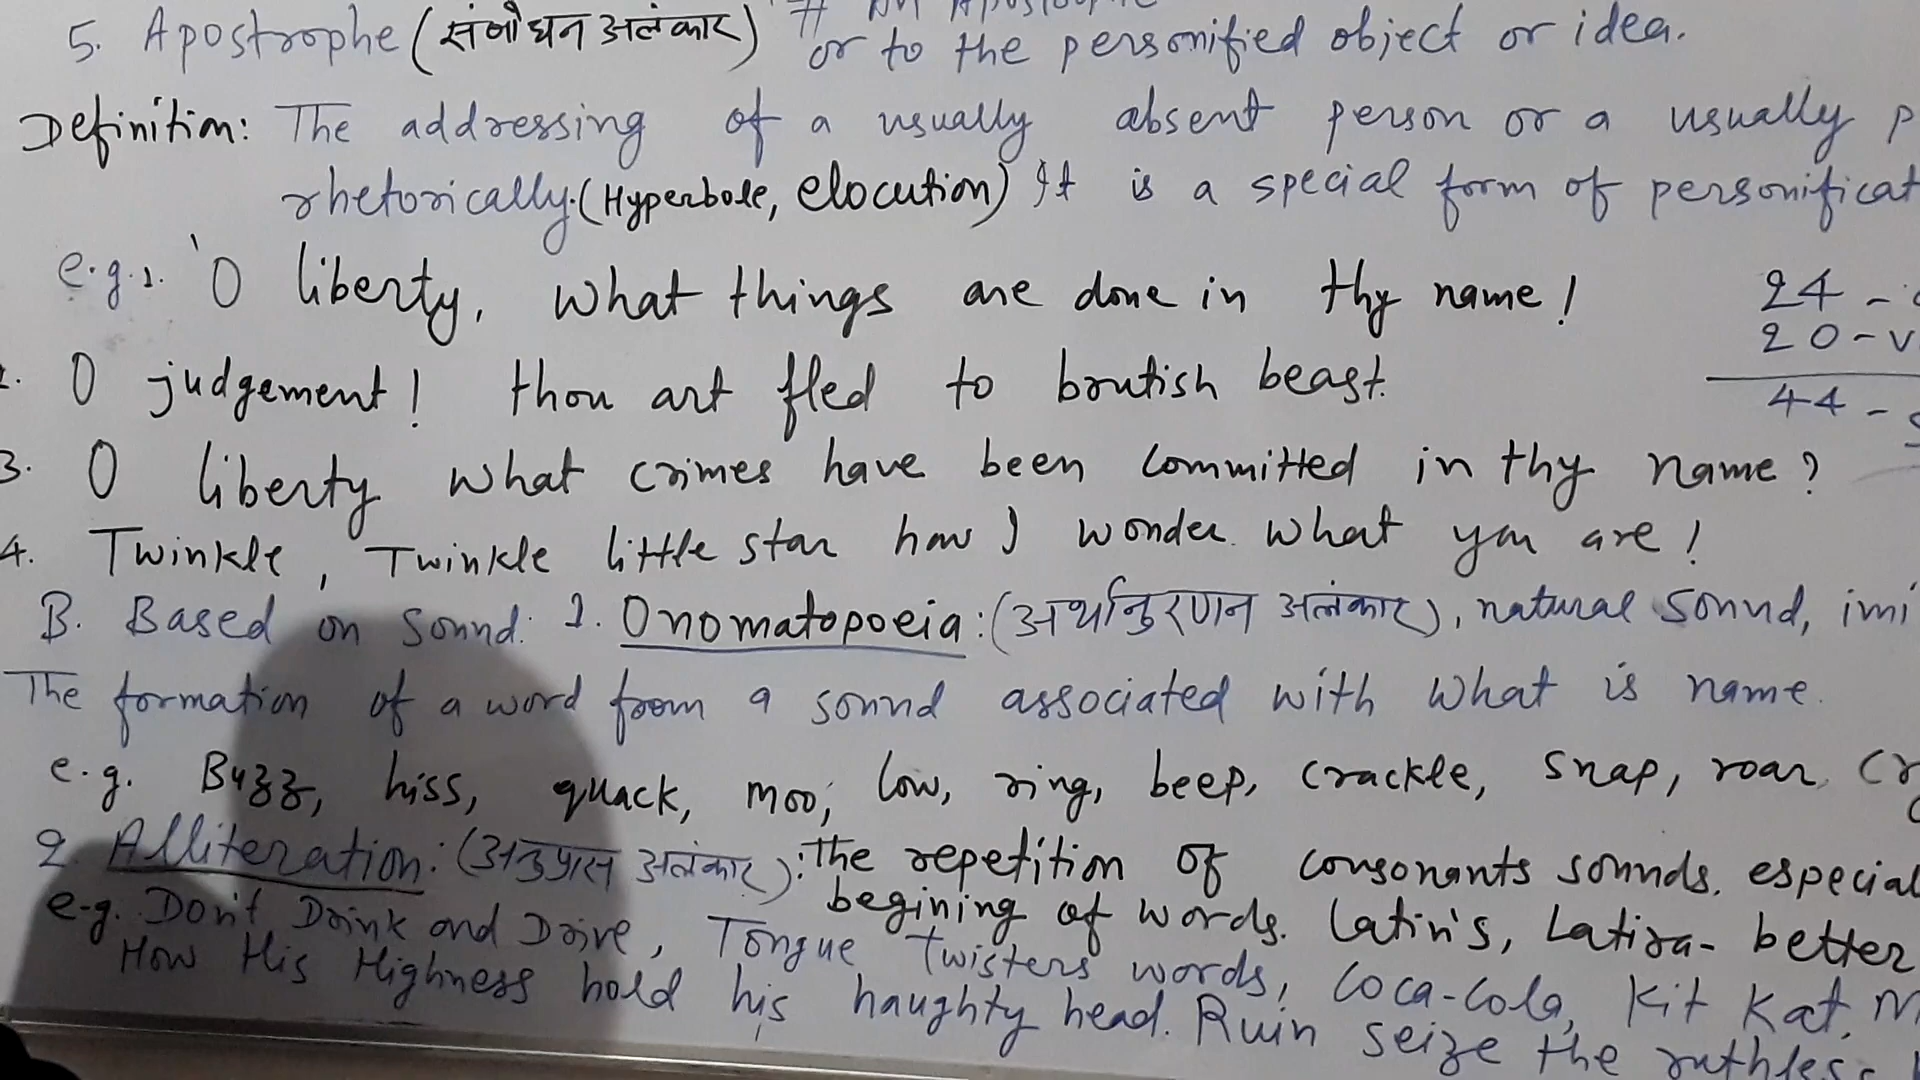 5. Apostrophe (संबोधन अलंकार) #
or to the personified object or idea.
Definition: The addressing of a usually absent person or a usually
rhetorically. (Hyperbole, elocution) It is a special form of personificat
e.g. 1. 'O liberty, what things are done in thy name!
24 -
20 - v
44 -
2. O judgement! thou art fled to brutish beast.
3. O liberty what crimes have been committed in thy name?
4. Twinkle, Twinkle little star how I wonder what you are!
B. Based on sound: 1. Onomatopoeia: (अर्थानुरणन अलंकार), natural sound, imi
The formation of a word from a sound associated with what is name.
e.g. Buzz, hiss, quack, moo, low, ring, beep, crackle, snap, roar, cr
2. Alliteration: (अनुप्रास अलंकार): The repetition of consonants sounds. especial
begining of words. Latin's, Latira- better
e.g. Don't Drink and Drive, Tongue Twisters words, Coca-Cola, Kit Kat,
How His Highness hold his haughty head. Ruin seize the ruthless